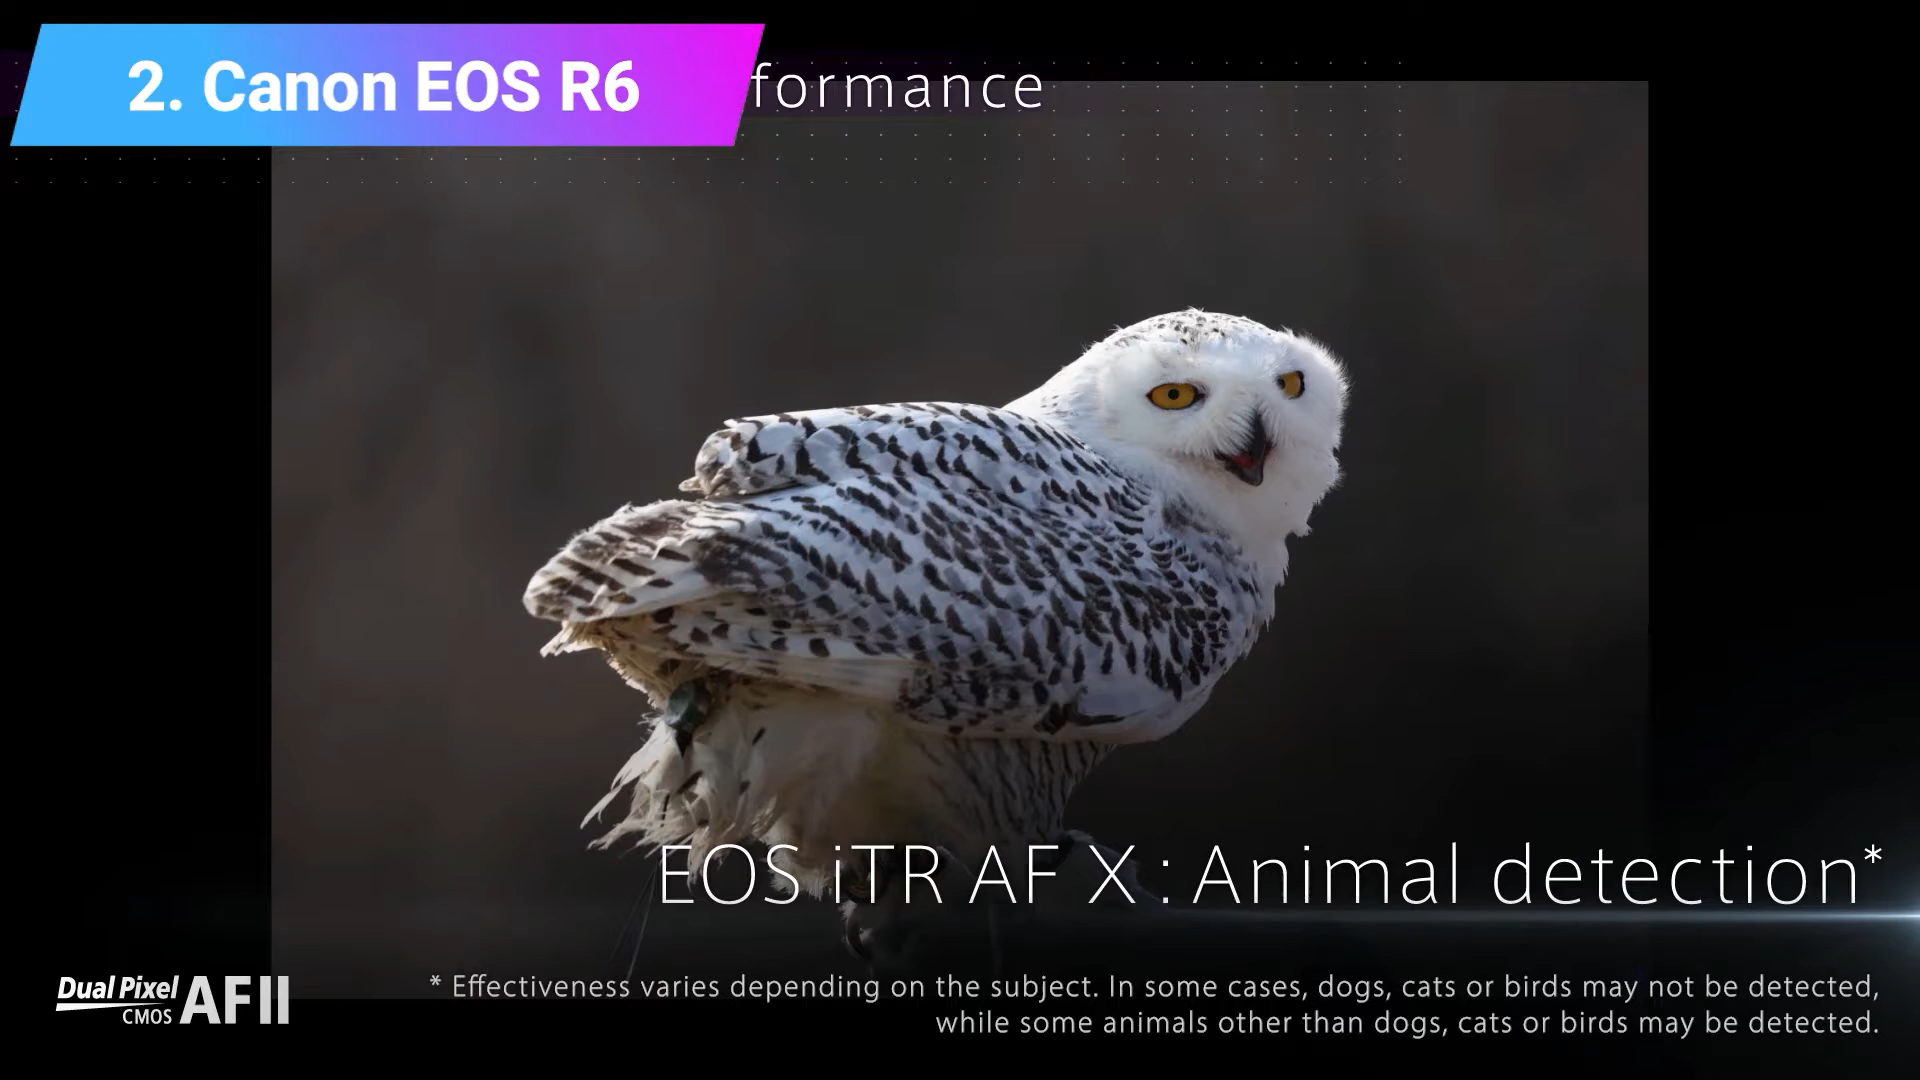 2. Canon EOS R6
formance
EOS iTR AF X : Animal detection*
Dual Pixel
CMOS AF II
* Effectiveness varies depending on the subject. In some cases, dogs, cats or birds may not be detected,
while some animals other than dogs, cats or birds may be detected.